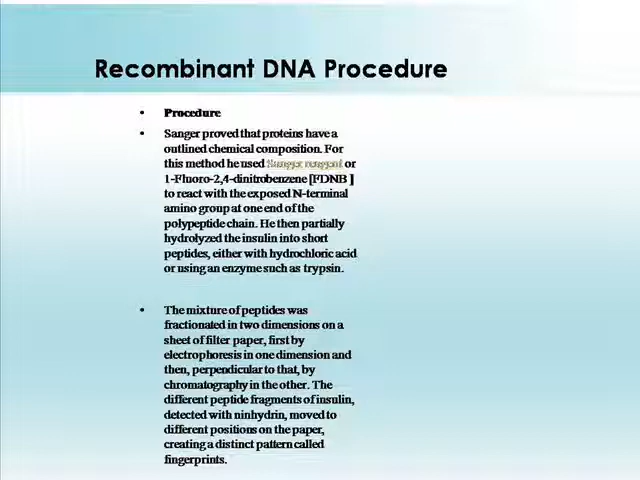 Recombinant DNA Procedure
• Procedure
• Sanger proved that proteins have a
outlined chemical composition. For
this method he used Sanger reagent or
1-Fluoro-2,4-dinitrobenzene [FDNB ]
to react with the exposed N-terminal
amino group at one end of the
polypeptide chain. He then partially
hydrolyzed the insulin into short
peptides, either with hydrochloric acid
or using an enzyme such as trypsin.
• The mixture of peptides was
fractionated in two dimensions on a
sheet of filter paper, first by
electrophoresis in one dimension and
then, perpendicular to that, by
chromatography in the other. The
different peptide fragments of insulin,
detected with ninhydrin, moved to
different positions on the paper,
creating a distinct pattern called
fingerprints.